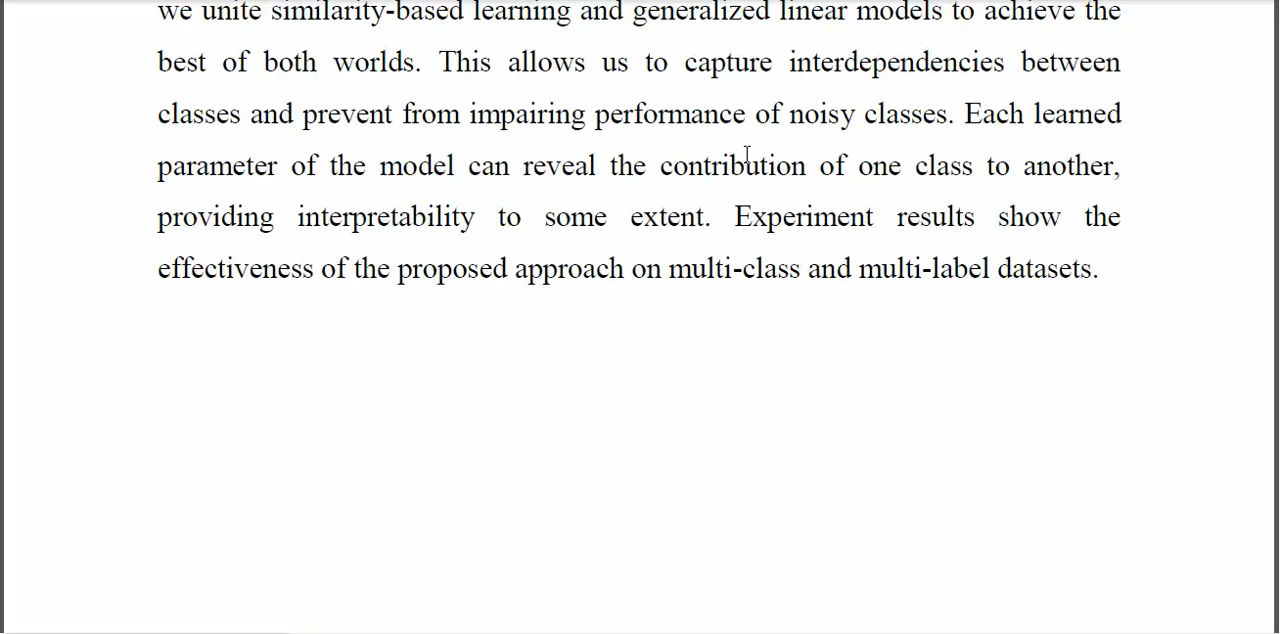 we unite similarity-based learning and generalized linear models to achieve the
best of both worlds. This allows us to capture interdependencies between
classes and prevent from impairing performance of noisy classes. Each learned
parameter of the model can reveal the contribution of one class to another,
providing interpretability to some extent. Experiment results show the
effectiveness of the proposed approach on multi-class and multi-label datasets.